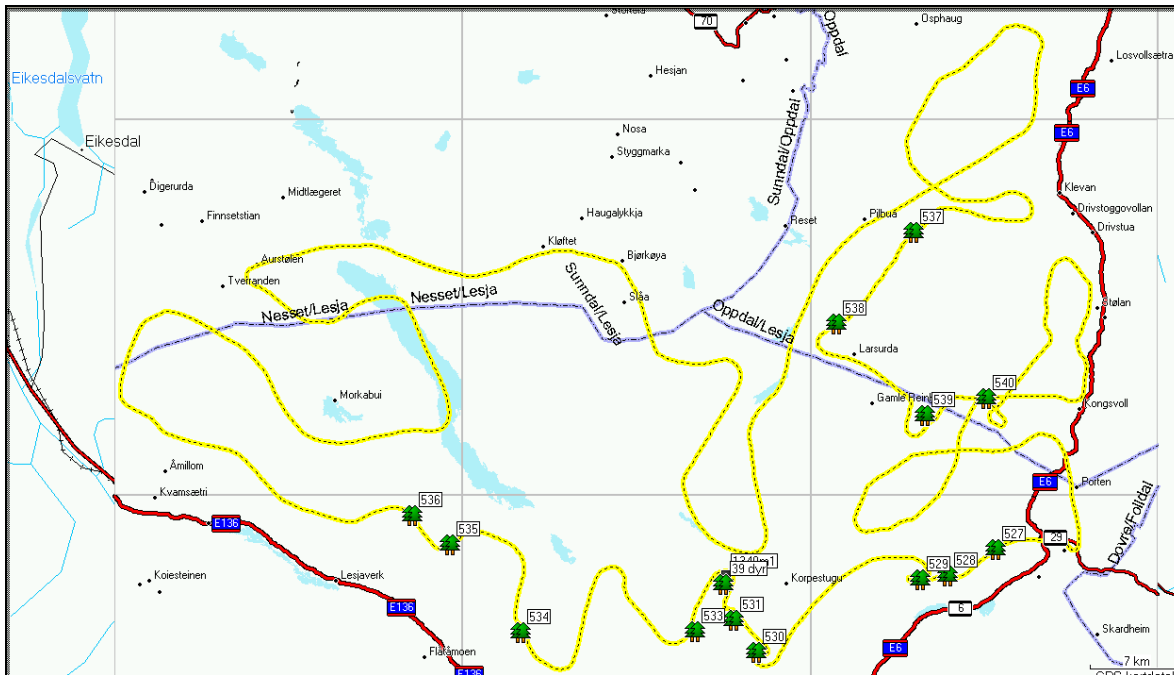 70
Osphaug
Oppdal
Oppdal
Losvollsætra
Hesjan
Eikesdalsvatn
E6
E6
Nosa
Eikesdal
Styggmarka
Sunndal/Oppdal
Digerurda
Midtlægeret
Klevan
Finnsetstian
Haugalykkja
Reset
Pilbua
537
Drivstoggovollan
Drivstua
Kløftet
Aurstølen
Bjørkøya
Tverranden
Sunndal/Lesja
Nesset/Lesja
Nesset/Lesja
Slåa
Stølan
538
Oppdal/Lesja
Larsurda
540
Morkabui
Gamle Rein
539
Kongsvoll
Åmillom
Kvamsætri
E6
Dovre/Folldal
536
E136
535
527
29
Koiesteinen
Lesjaverk
39 dyr
Korpestugu
529
528
E136
534
533
531
6
530
Skardheim
E6
Flatåmoen
E136
7 km